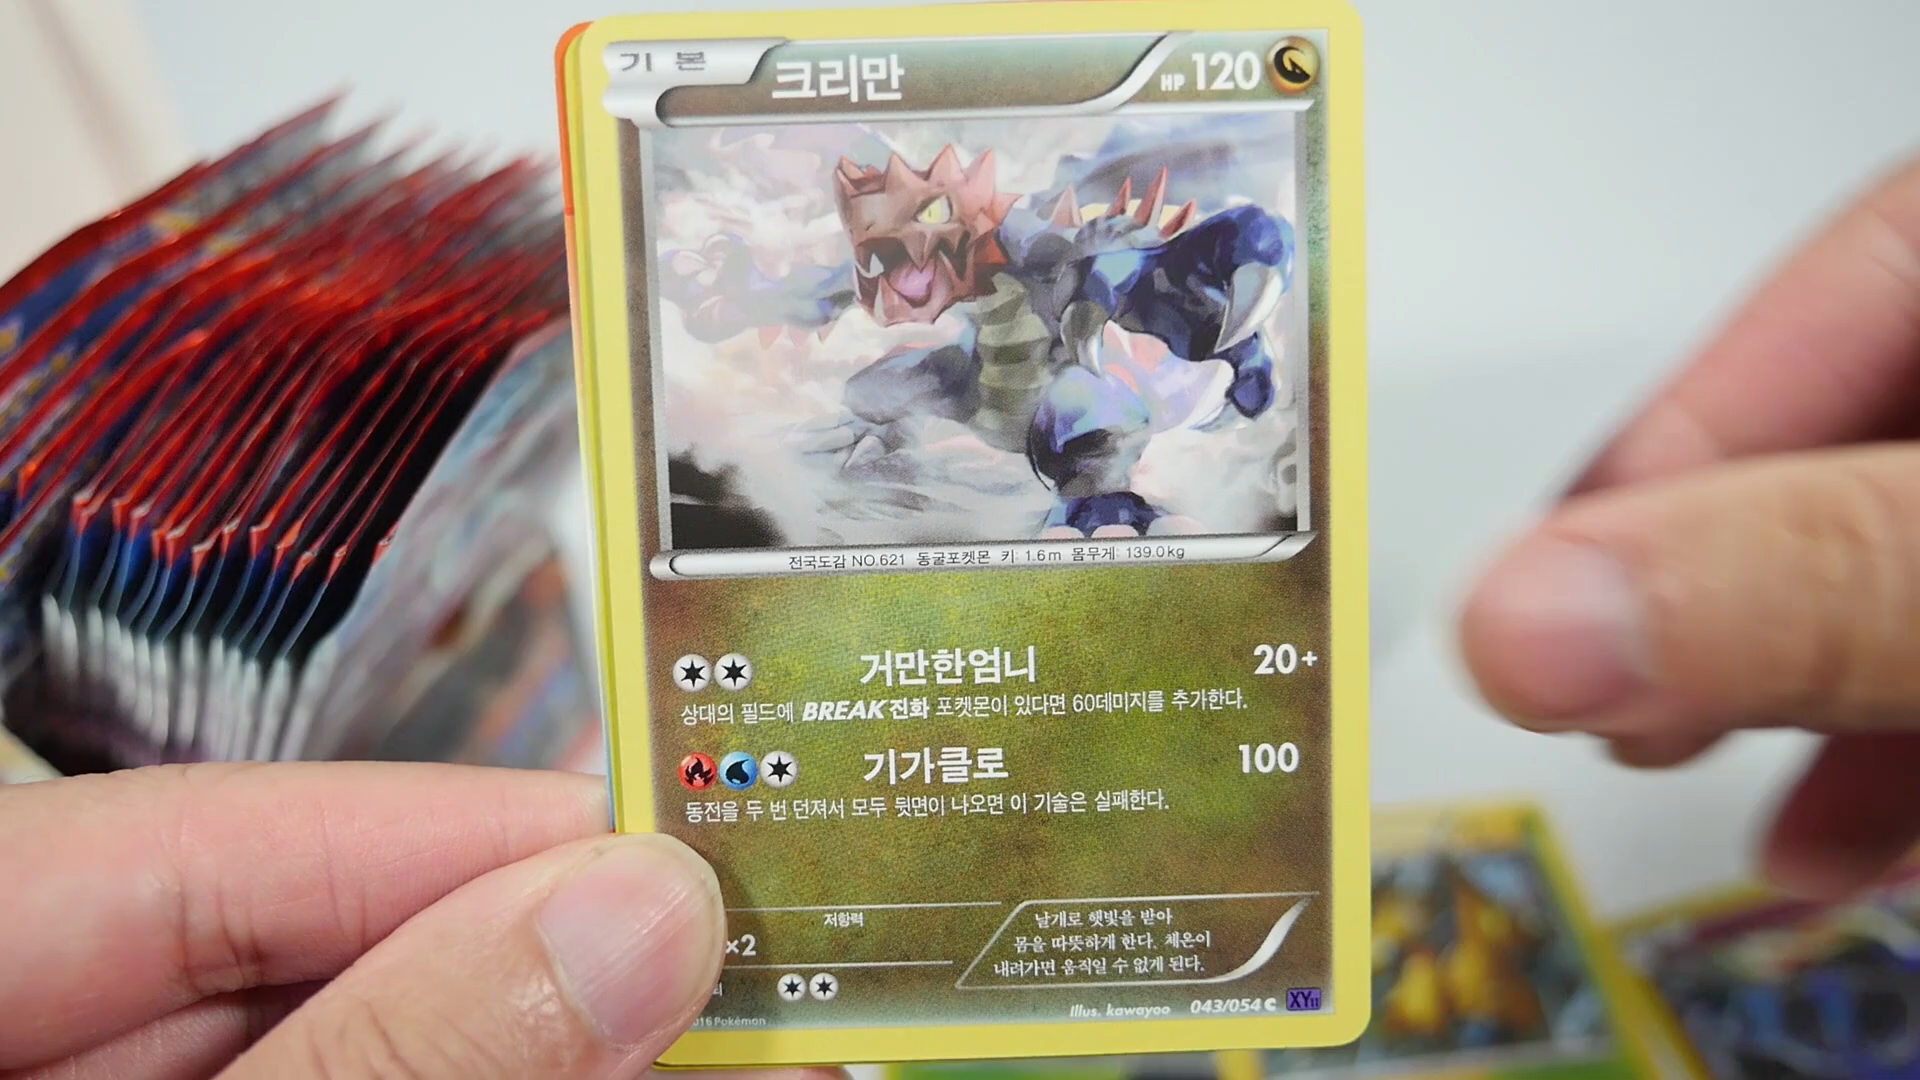 기본
크리만
HP 120
전국도감 NO.621 동굴포켓몬 키: 1.6m 몸무게: 139.0kg
거만한엄니 20+
상대의 필드에 BREAK진화 포켓몬이 있다면 60데미지를 추가한다.
기가클로 100
동전을 두 번 던져서 모두 뒷면이 나오면 이 기술은 실패한다.
저항력
×2
날개로 햇빛을 받아
몸을 따뜻하게 한다. 체온이
내려가면 움직일 수 없게 된다.
Illus. kawayoo 043/054 C XY11
16 Pokémon